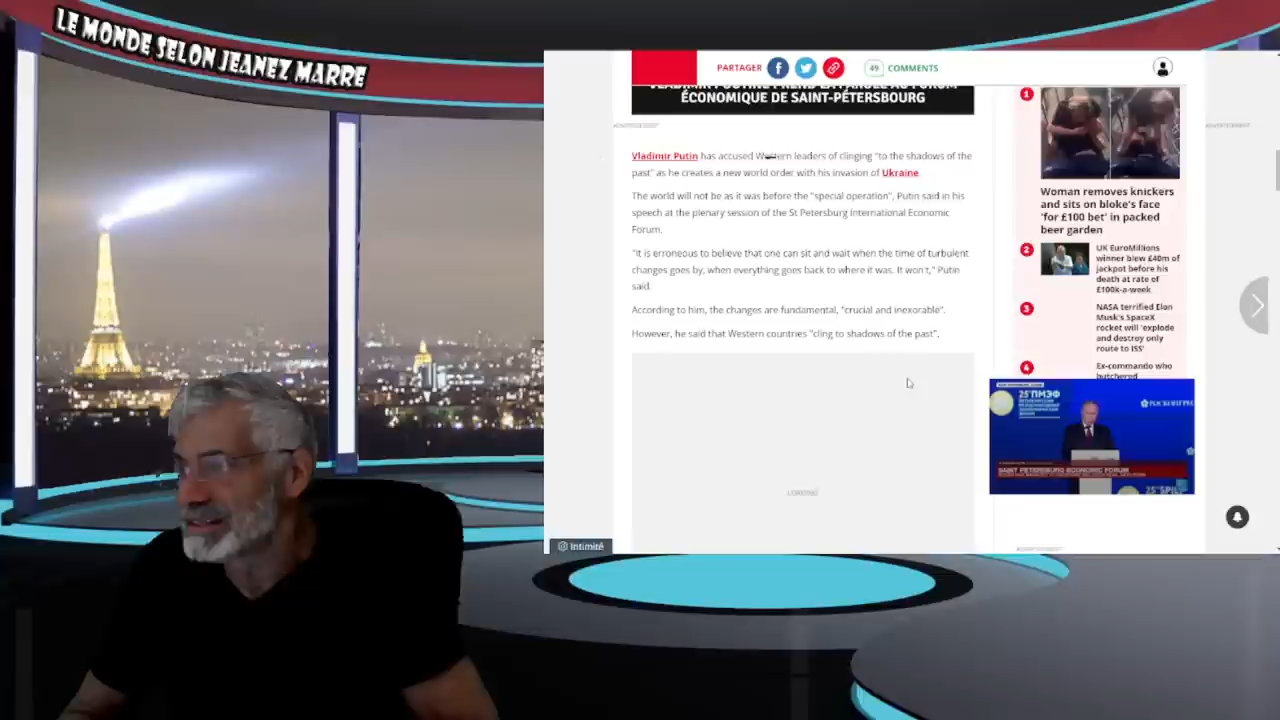 LE MONDE SELON JEANEZ MARRE
PARTAGER
49 COMMENTS
ÉCONOMIQUE DE SAINT-PÉTERSBOURG
Vladimir Putin has accused Western leaders of clinging "to the shadows of the
past" as he creates a new world order with his invasion of Ukraine.
The world will not be as it was before the "special operation", Putin said in his
speech at the plenary session of the St Petersburg International Economic
Forum.
"It is erroneous to believe that one can sit and wait when the time of turbulent
changes goes by, when everything goes back to where it was. It won't," Putin
said.
According to him, the changes are fundamental, "crucial and inexorable".
However, he said that Western countries "cling to shadows of the past".
1
Woman removes knickers
and sits on bloke's face
'for £100 bet' in packed
beer garden
2
UK EuroMillions
winner blew £40m of
jackpot before his
death at rate of
£100k-a-week
3
NASA terrified Elon
Musk's SpaceX
rocket will 'explode
and destroy only
route to ISS'
4
Ex-commando who
butchered
25 ПМЭФ
SAINT PETERSBURG ECONOMIC FORUM
Intimité